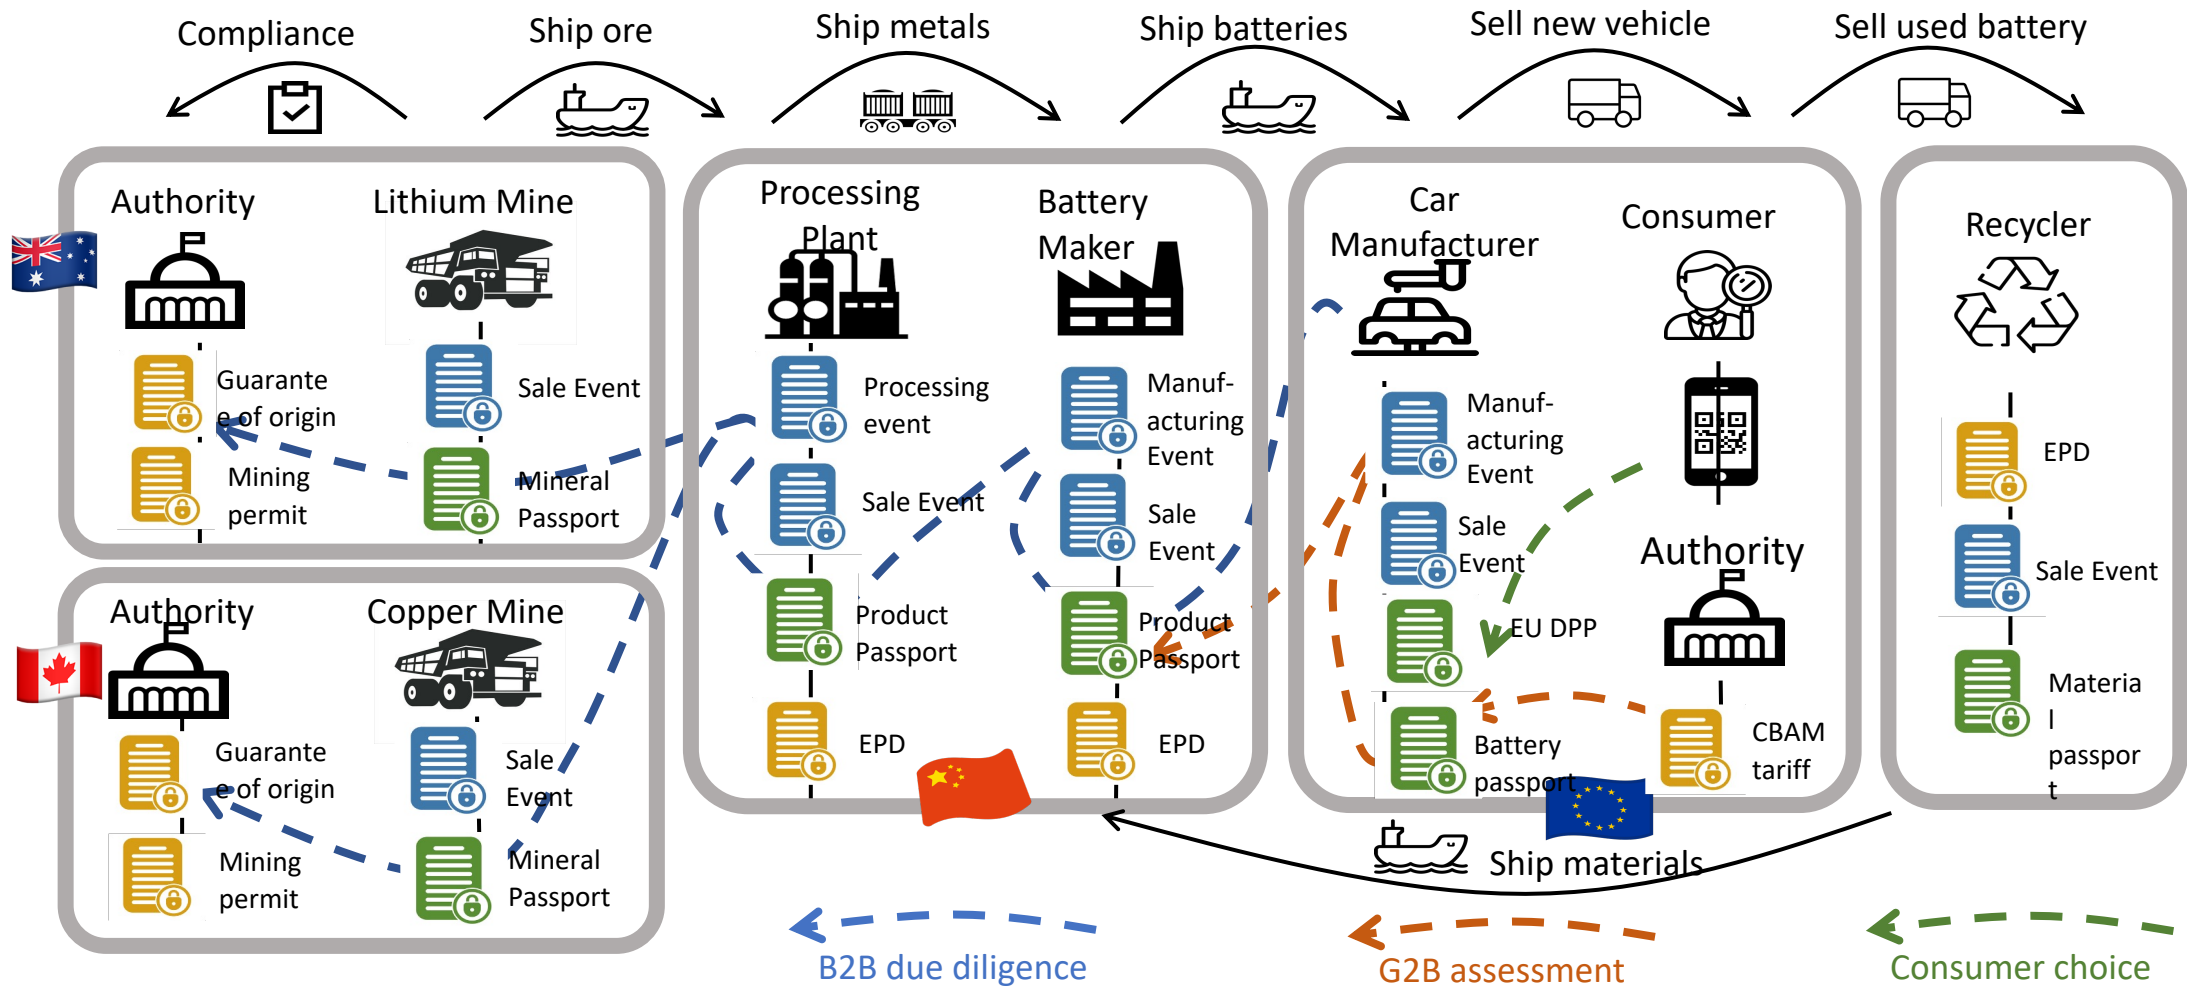 Compliance
Ship ore
Ship metals
Ship batteries
Sell new vehicle
Sell used battery
Authority
Lithium Mine
Guarante
e of origin
Mining
permit
Sale Event
Mineral
Passport
Authority
Copper Mine
Guarante
e of origin
Mining
permit
Sale
Event
Mineral
Passport
Processing
Plant
Processing
event
Sale Event
Product
Passport
EPD
Battery
Maker
Manuf-
acturing
Event
Sale
Event
Product
Passport
EPD
Car
Manufacturer
Manuf-
acturing
Event
Sale
Event
EU DPP
Battery
passport
Consumer
Authority
CBAM
tariff
Recycler
EPD
Sale Event
Materia
l
passpor
t
Ship materials
B2B due diligence
G2B assessment
Consumer choice